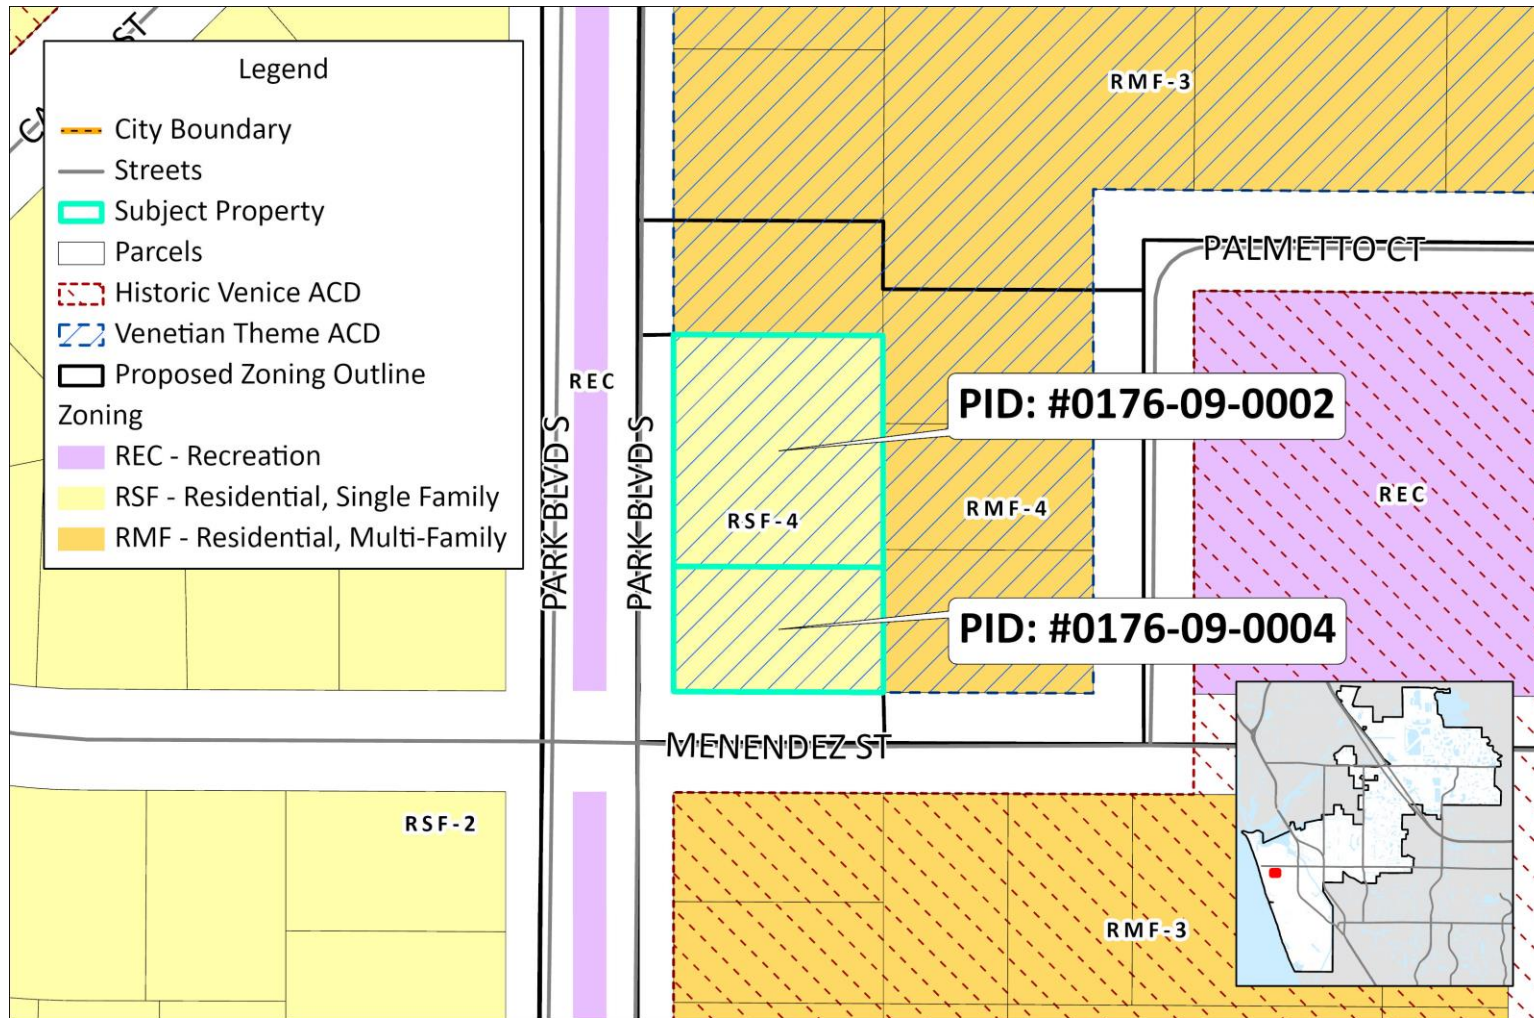 Legend
City Boundary
Streets
Subject Property
Parcels
Historic Venice ACD
Venetian Theme ACD
Proposed Zoning Outline
Zoning
REC - Recreation
RSF - Residential, Single Family
RMF - Residential, Multi-Family
ST
RMF-3
PALMETTO CT
REC
PID: #0176-09-0002
PARK BLVD S
PARK BLVD S
RSF-4
RMF-4
REC
PID: #0176-09-0004
MENENDEZ ST
RSF-2
RMF-3